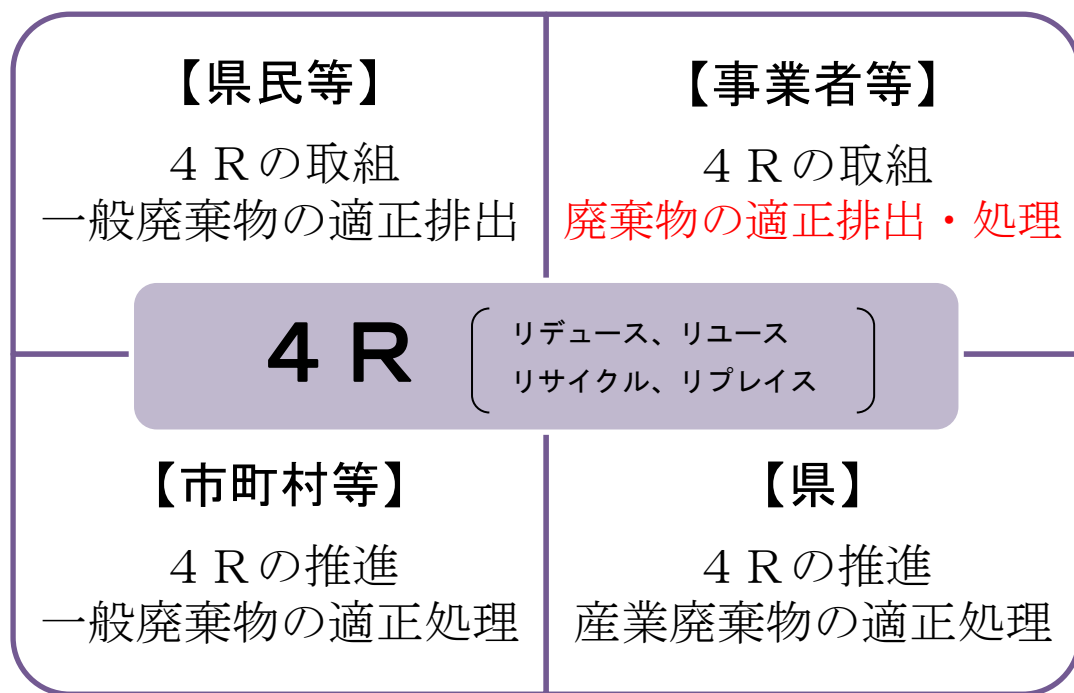 【県民等】
４Ｒの取組
一般廃棄物の適正排出
【事業者等】
４Ｒの取組
廃棄物の適正排出・処理
４Ｒ
リデュース、リユース
リサイクル、リプレイス
【市町村等】
４Ｒの推進
一般廃棄物の適正処理
【県】
４Ｒの推進
産業廃棄物の適正処理